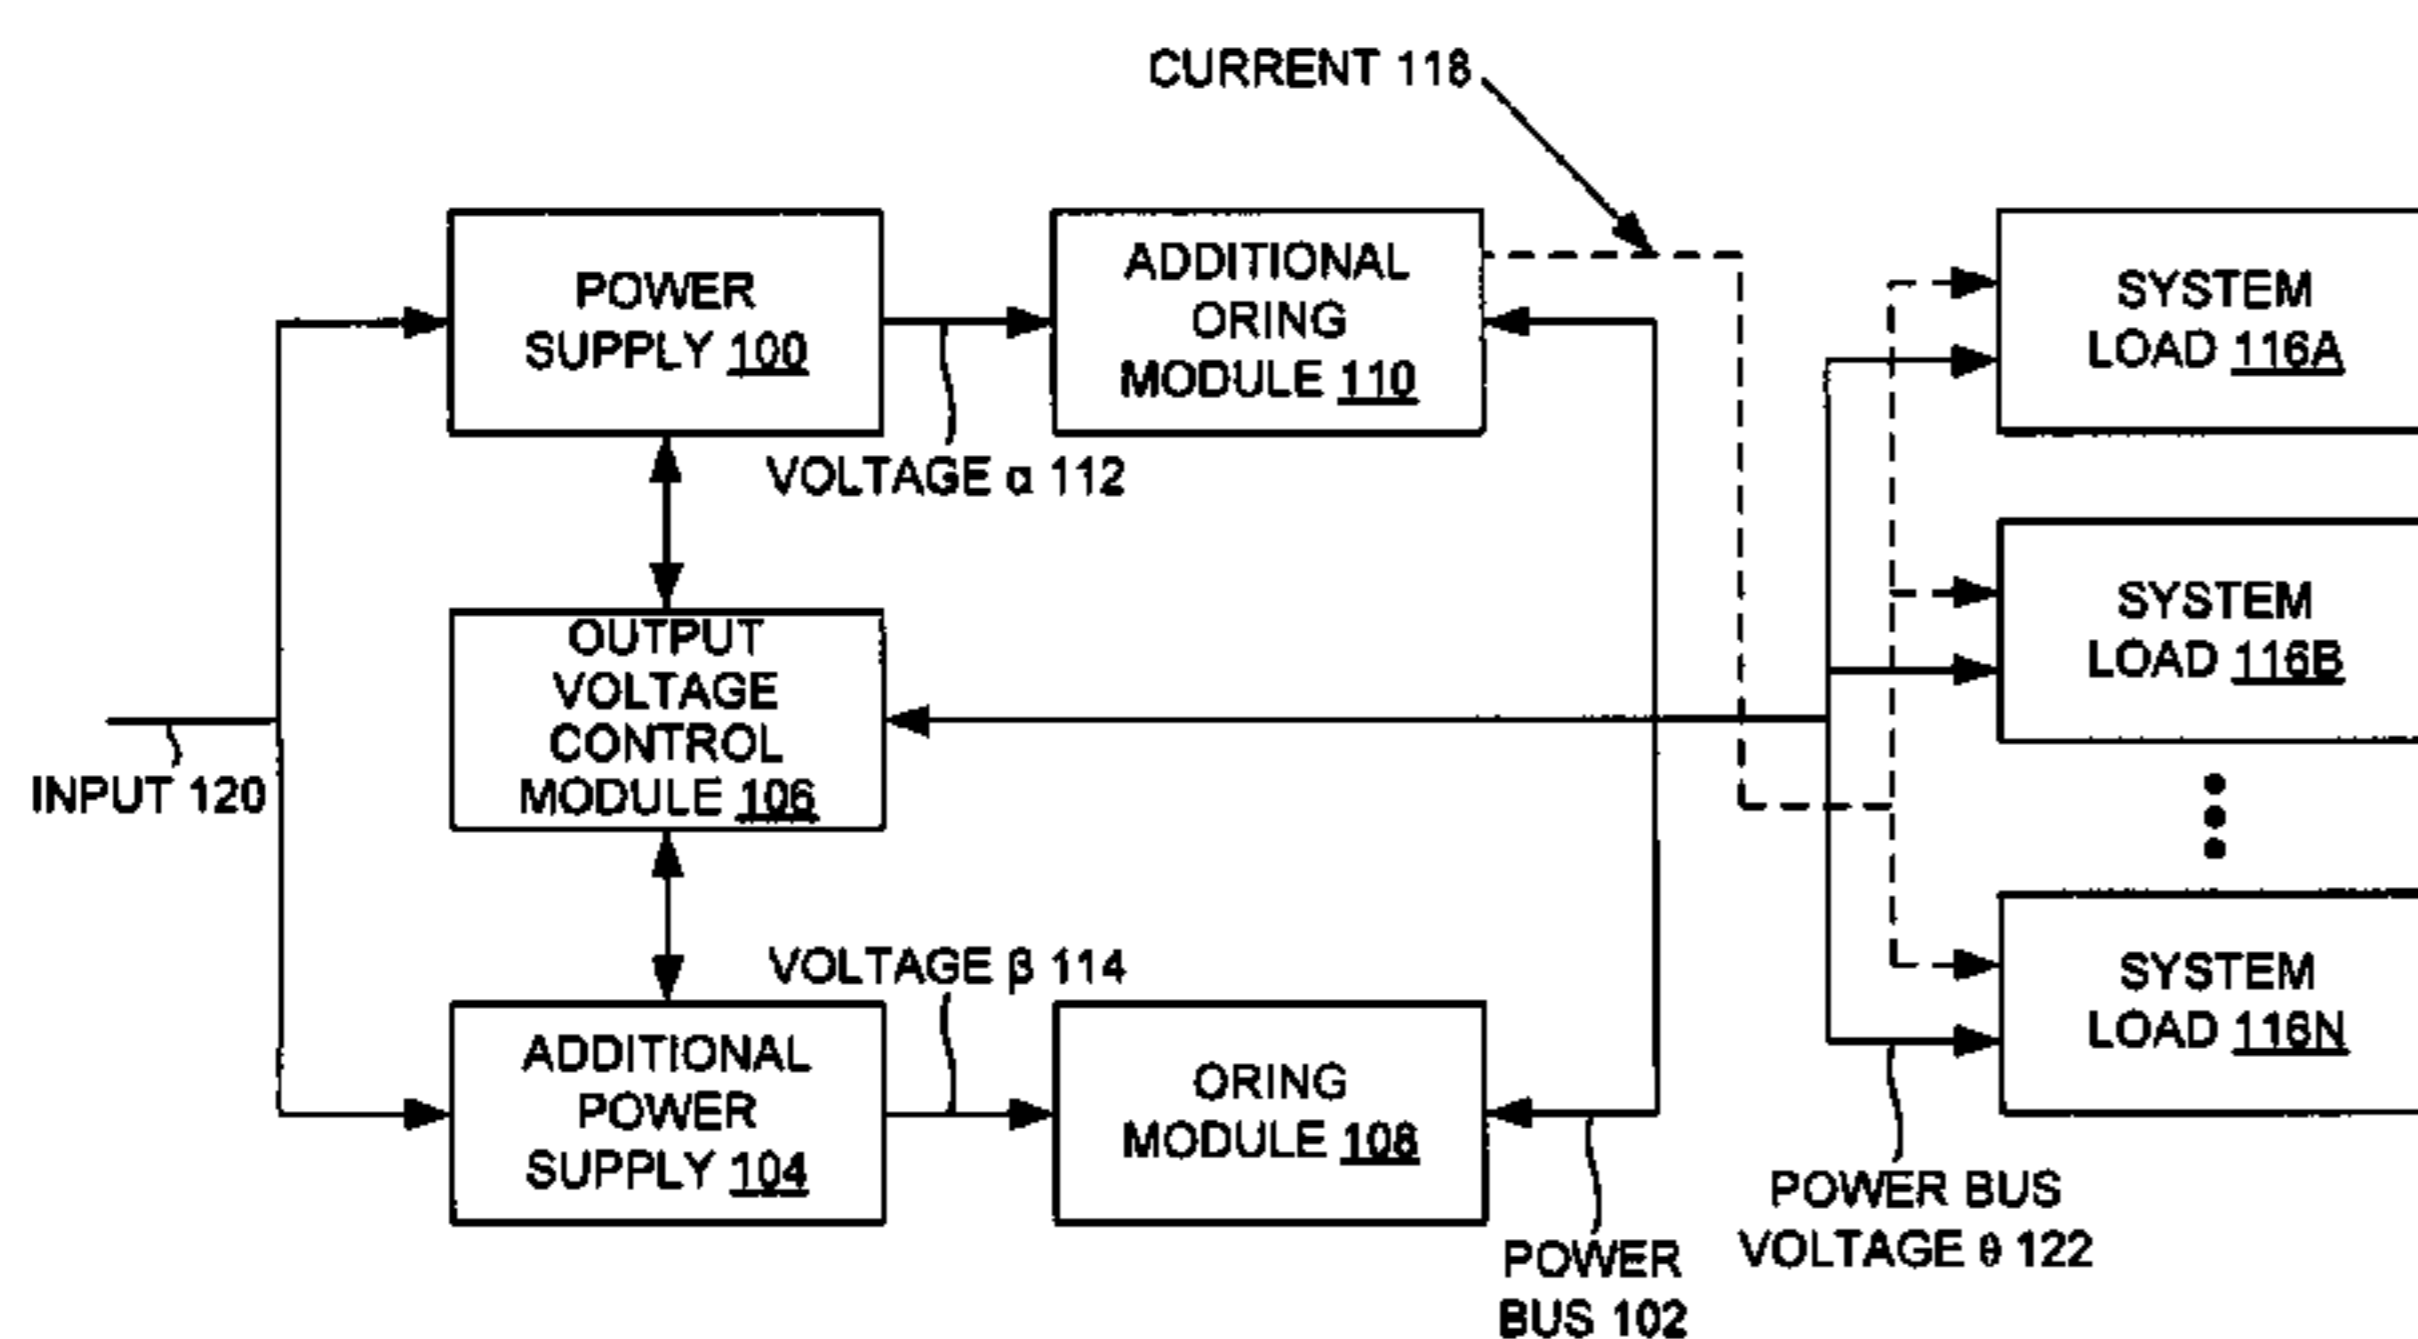 CURRENT 118
POWER
SUPPLY 100
ADDITIONAL
ORING
MODULE 110
SYSTEM
LOAD 116A
VOLTAGE α 112
SYSTEM
LOAD 116B
OUTPUT
VOLTAGE
CONTROL
MODULE 106
INPUT 120
VOLTAGE β 114
ADDITIONAL
POWER
SUPPLY 104
ORING
MODULE 108
SYSTEM
LOAD 116N
POWER BUS
VOLTAGE θ 122
POWER
BUS 102